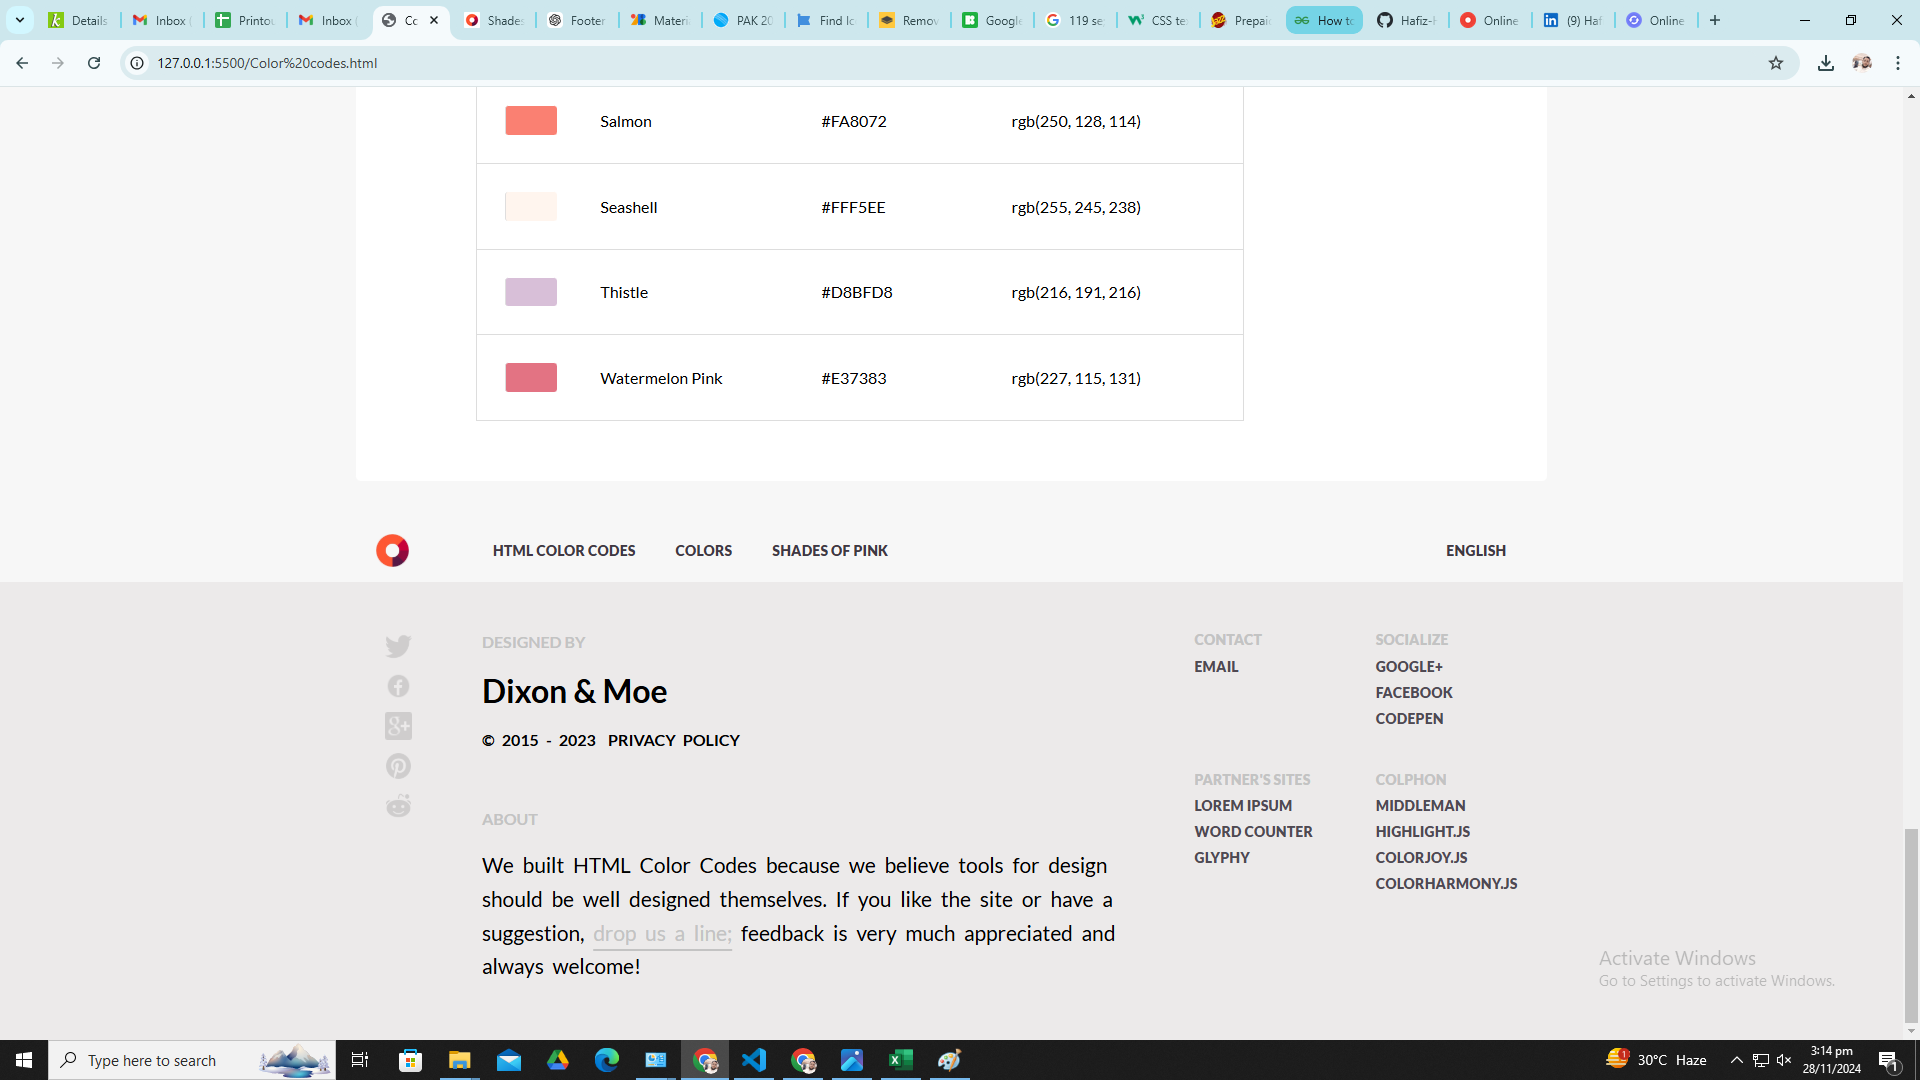 Details
Inbox (
Printou
Inbox (
Cc
Shades
Footer
Materi
PAK 20
Find Ic
Remov
Google
119 se
CSS te
Prepaid
How to
Hafiz-H
Online
(9) Haf
Online
127.0.0.1:5500/Color%20codes.html
Salmon #FA8072 rgb(250, 128, 114)
Seashell #FFF5EE rgb(255, 245, 238)
Thistle #D8BFD8 rgb(216, 191, 216)
Watermelon Pink #E37383 rgb(227, 115, 131)
HTML COLOR CODES COLORS SHADES OF PINK ENGLISH
DESIGNED BY
Dixon & Moe
© 2015 - 2023 PRIVACY POLICY
ABOUT
We built HTML Color Codes because we believe tools for design
should be well designed themselves. If you like the site or have a
suggestion, drop us a line; feedback is very much appreciated and
always welcome!
CONTACT
EMAIL
SOCIALIZE
GOOGLE+
FACEBOOK
CODEPEN
PARTNER'S SITES
LOREM IPSUM
WORD COUNTER
GLYPHY
COLPHON
MIDDLEMAN
HIGHLIGHT.JS
COLORJOY.JS
COLORHARMONY.JS
Activate Windows
Go to Settings to activate Windows.
Type here to search
1
30°C Haze
3:14 pm
28/11/2024
1